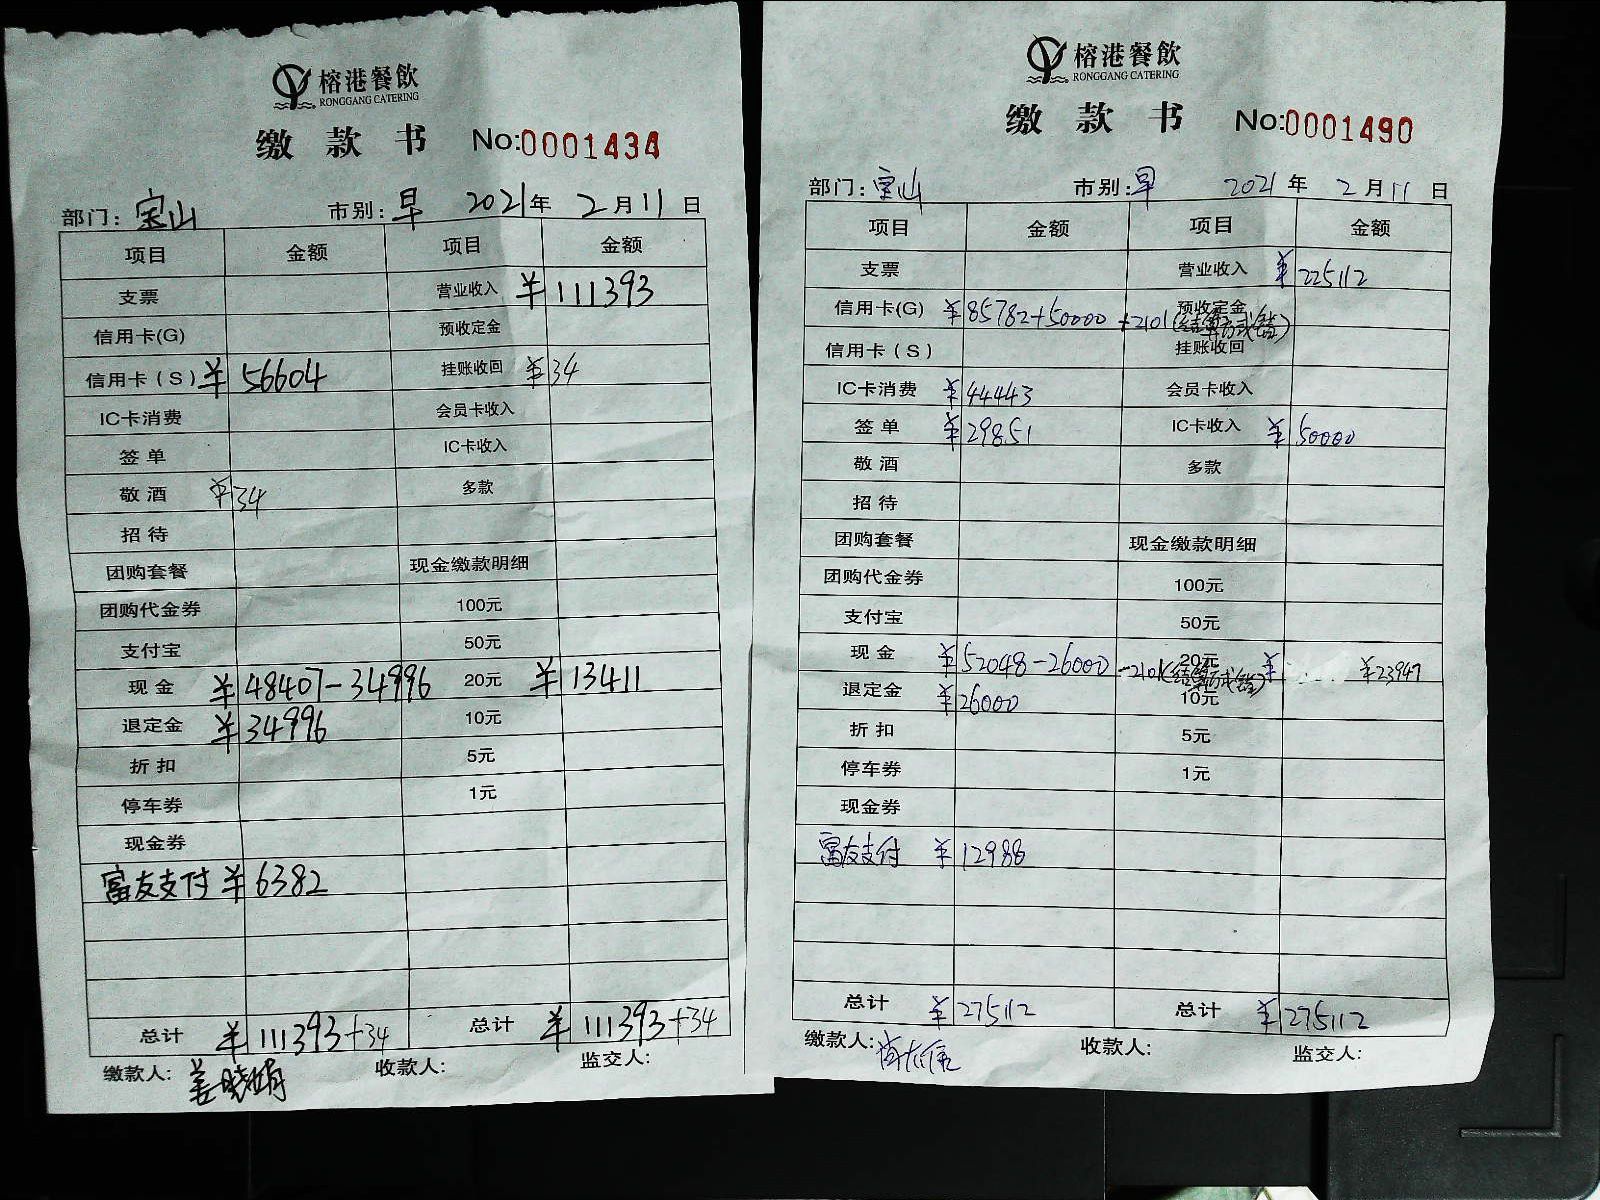 榕港餐飲
RONGGANG CATERING
缴款书 No:0001434
部门: 宝山 市别: 早 2021年 2月11日
项目 金额 项目 金额
支票 营业收入 ¥111393
信用卡(G) 预收定金
信用卡(S) ¥56604 挂账收回 ¥34
IC卡消费 会员卡收入
签单 IC卡收入
敬酒 ¥34 多款
招待
团购套餐 现金缴款明细
团购代金券 100元
支付宝 50元
现金 ¥48407-34996 20元 ¥13411
退定金 ¥34996 10元
折扣 5元
停车券 1元
现金券
富友支付 ¥6382
总计 ¥111393+34 总计 ¥111393+34
缴款人: 姜晓娟 收款人: 监交人:
榕港餐飲
RONGGANG CATERING
缴款书 No:0001490
部门: 宝山 市别: 早 2021年 2月11日
项目 金额 项目 金额
支票 营业收入 ¥225112
信用卡(G) ¥85782+50000+2101(结算方式错) 预收定金
信用卡(S) 挂账收回
IC卡消费 ¥44443 会员卡收入
签单 ¥29851 IC卡收入 ¥50000
敬酒 多款
招待
团购套餐 现金缴款明细
团购代金券 100元
支付宝 50元
现金 ¥52048-26000-2101(结算方式错) 20元 ¥ ¥23947
退定金 ¥26000 10元
折扣 5元
停车券 1元
现金券
富友支付 ¥12988
总计 ¥275112 总计 ¥275112
缴款人: 收款人: 监交人: